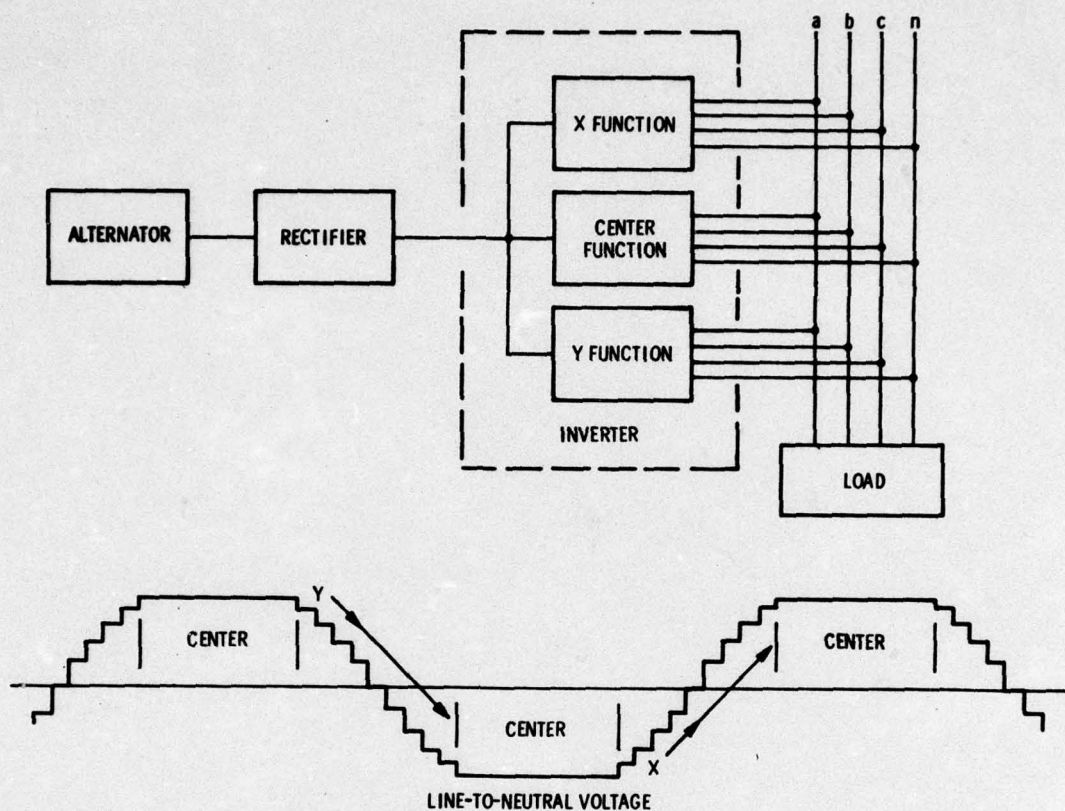 a b c n
X FUNCTION
ALTERNATOR
RECTIFIER
CENTER
FUNCTION
Y FUNCTION
INVERTER
LOAD
Y
CENTER
CENTER
CENTER
X
LINE-TO-NEUTRAL VOLTAGE